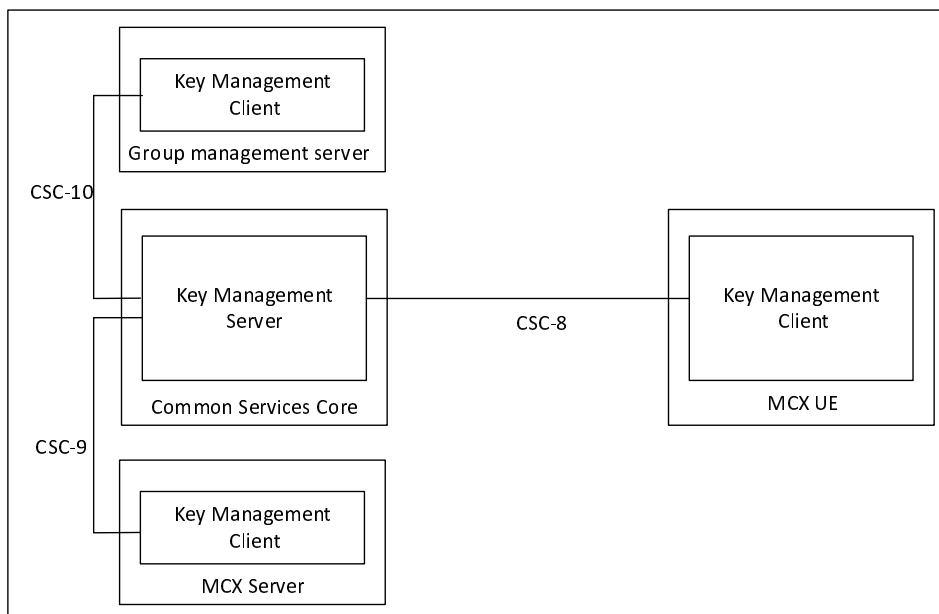 Key Management
Client
Group management server
CSC-10
Key Management
Server
Common Services Core
CSC-8
Key Management
Client
MCX UE
CSC-9
Key Management
Client
MCX Server